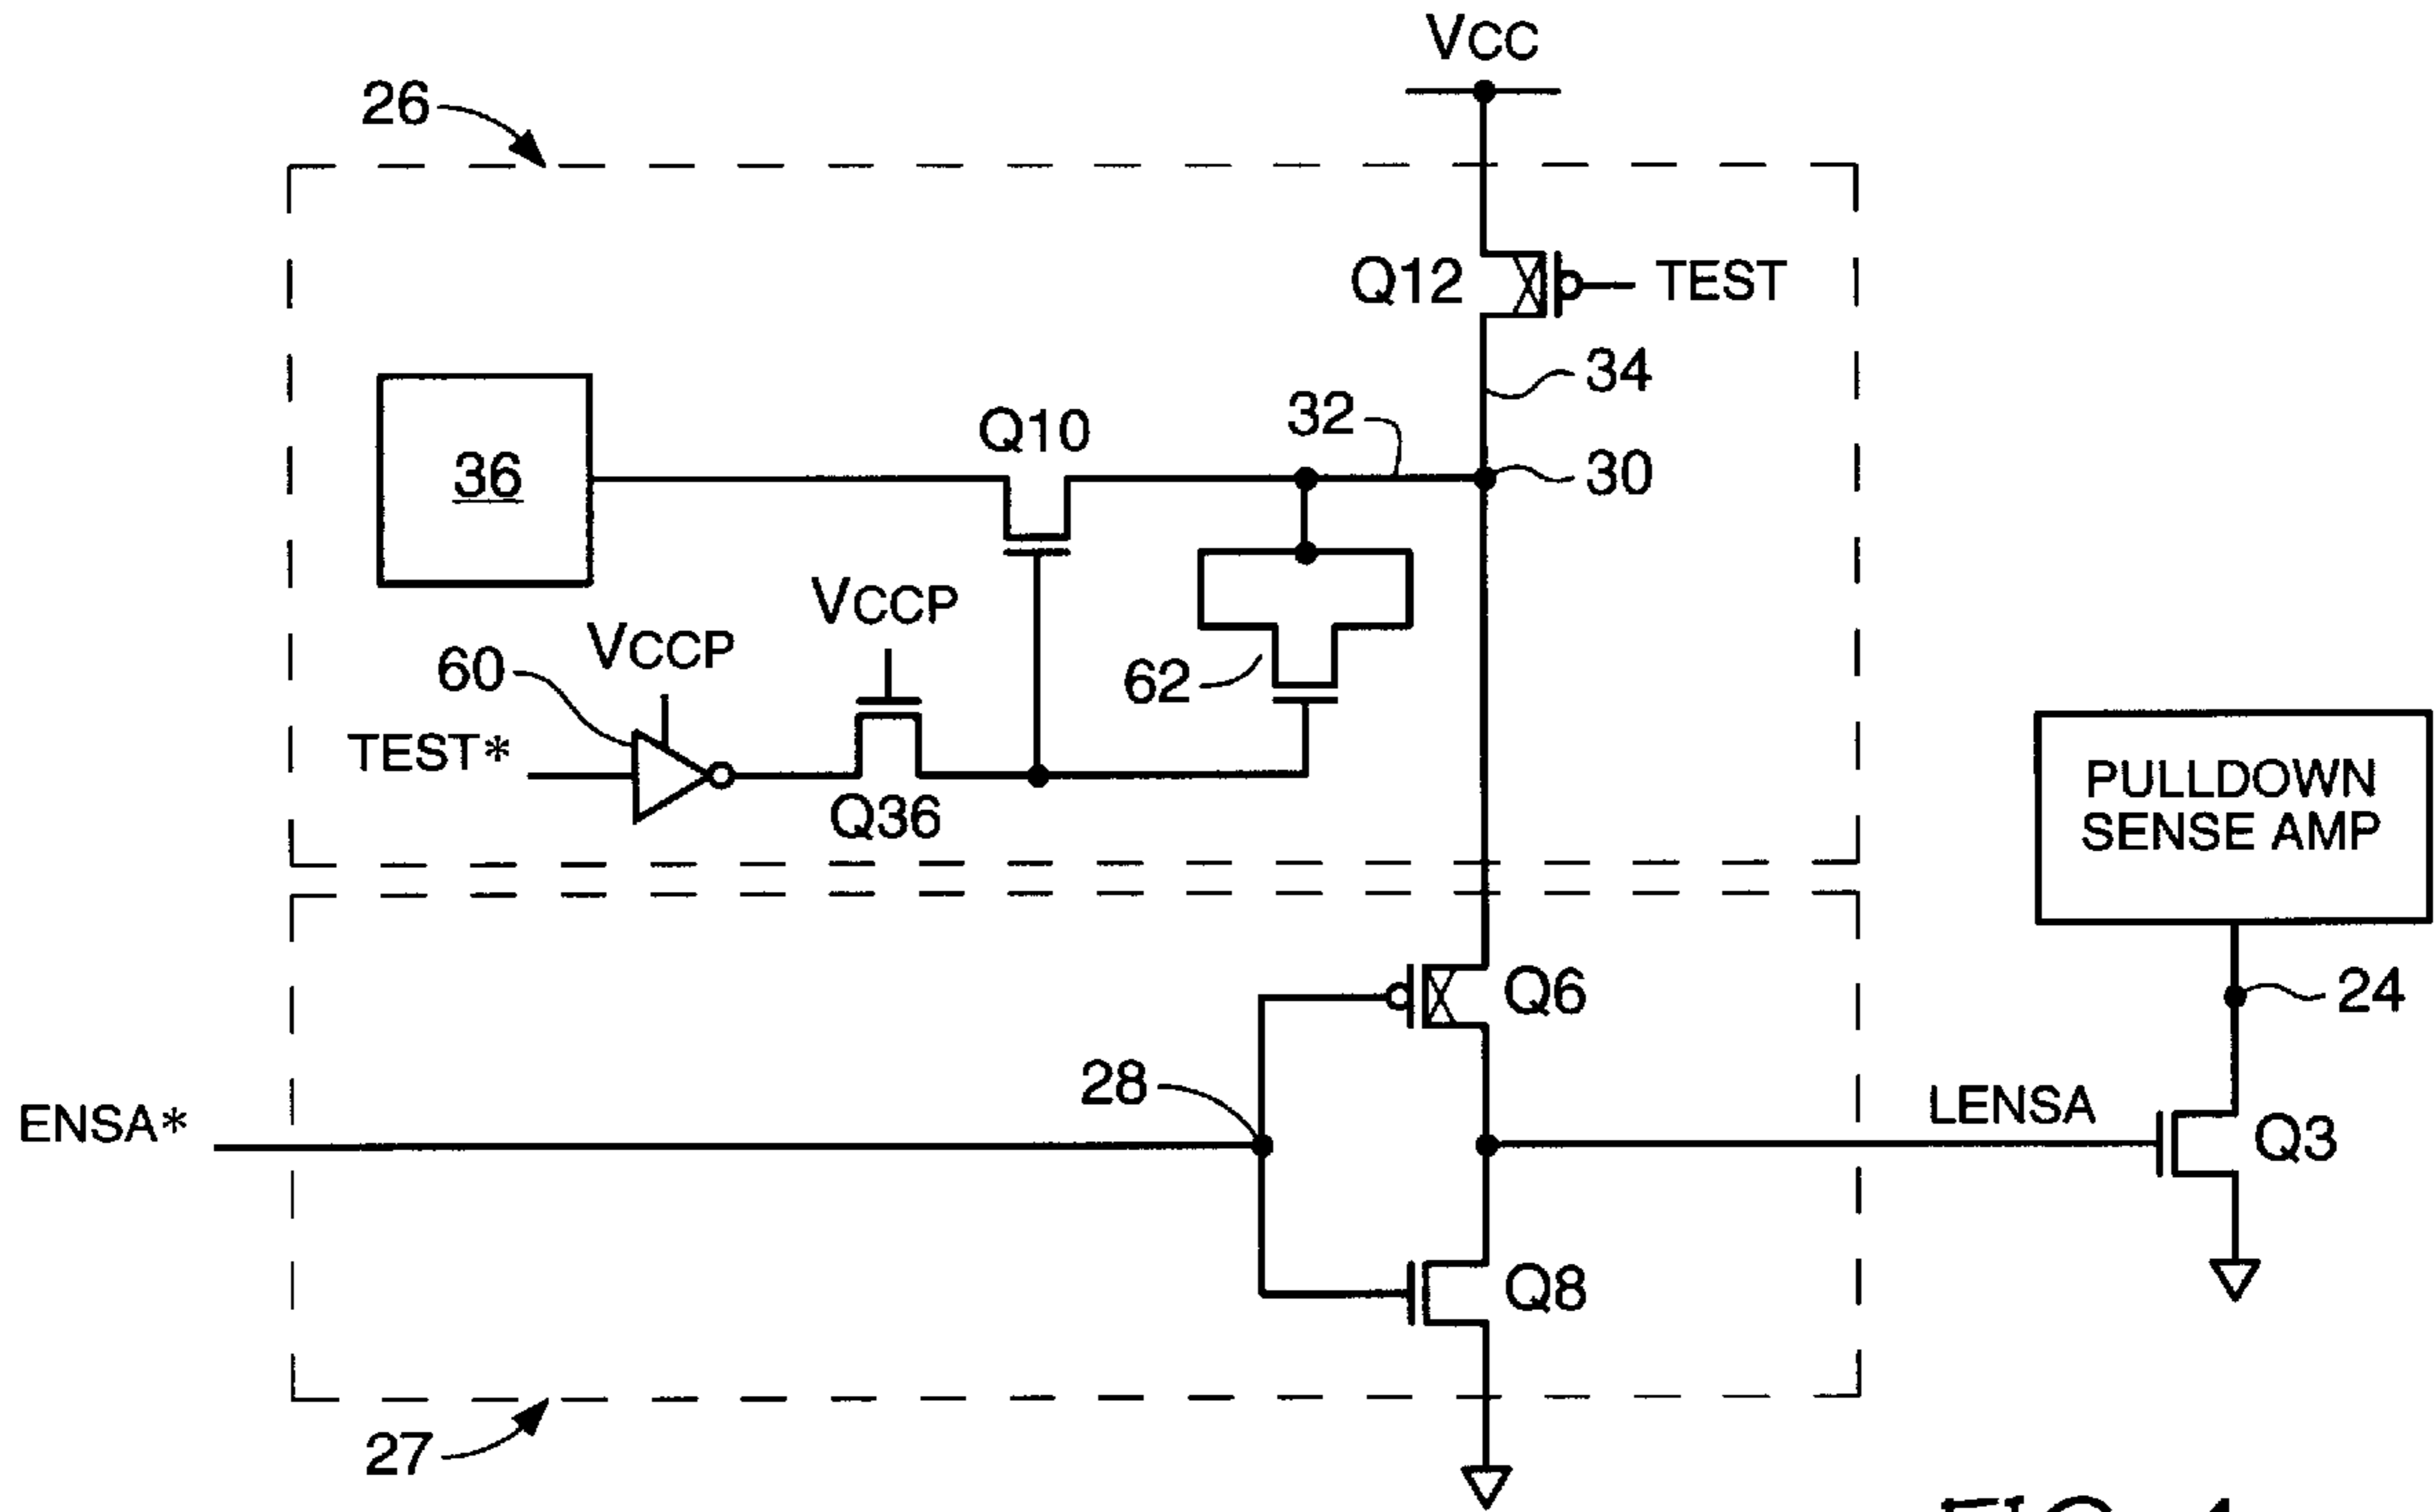 VCC
26
Q12
TEST
34
32
Q10
30
36
VCCP
VCCP
60
62
TEST*
Q36
PULLDOWN
SENSE AMP
Q6
24
28
LENSA
ENSA*
Q3
Q8
27